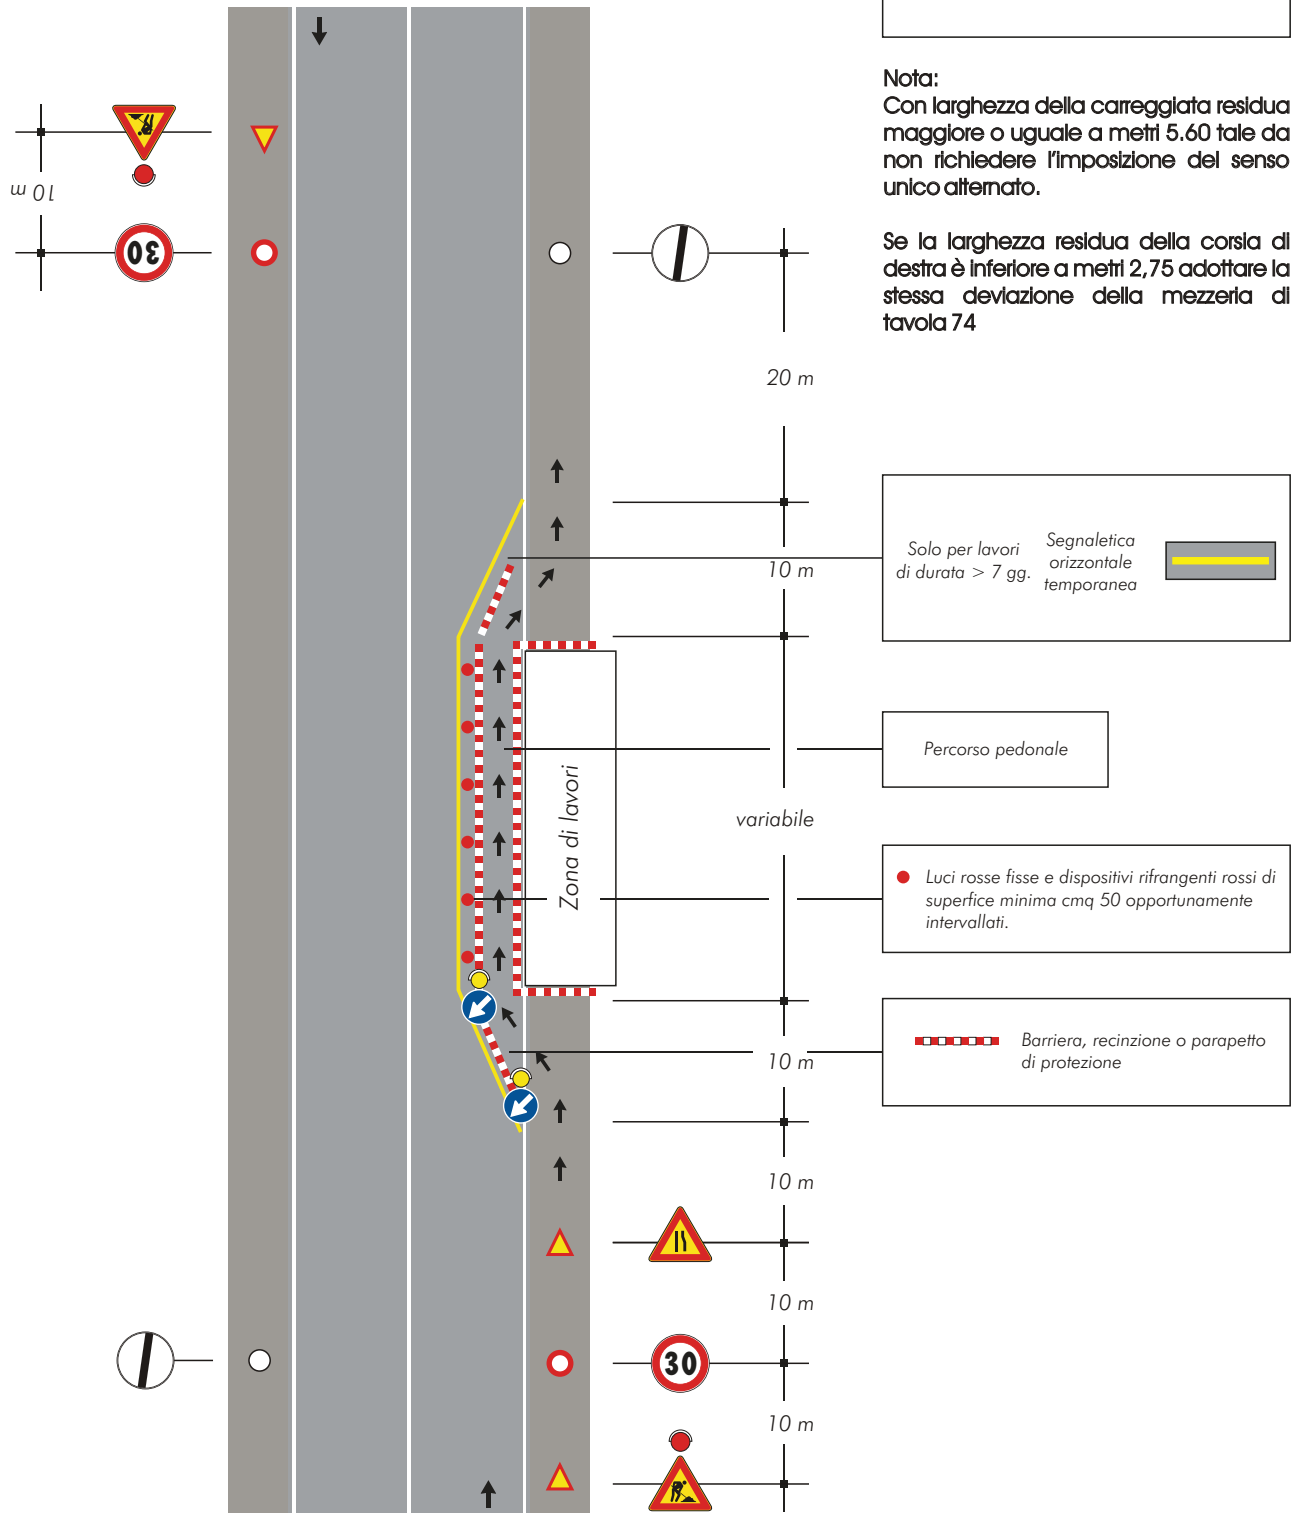 Nota:
Con larghezza della carreggiata residua
maggiore o uguale a metri 5.60 tale da
non richiedere l'imposizione del senso
unico alternato.
Se la larghezza residua della corsia di
destra è inferiore a metri 2,75 adottare la
stessa deviazione della mezzeria di
tavola 74
10 m
30
20 m
10 m
Solo per lavori
di durata > 7 gg.
Segnaletica
orizzontale
temporanea
Percorso pedonale
Zona di lavori
variabile
Luci rosse fisse e dispositivi rifrangenti rossi di
superfice minima cmq 50 opportunamente
intervallati.
Barriera, recinzione o parapetto
di protezione
10 m
10 m
10 m
30
10 m